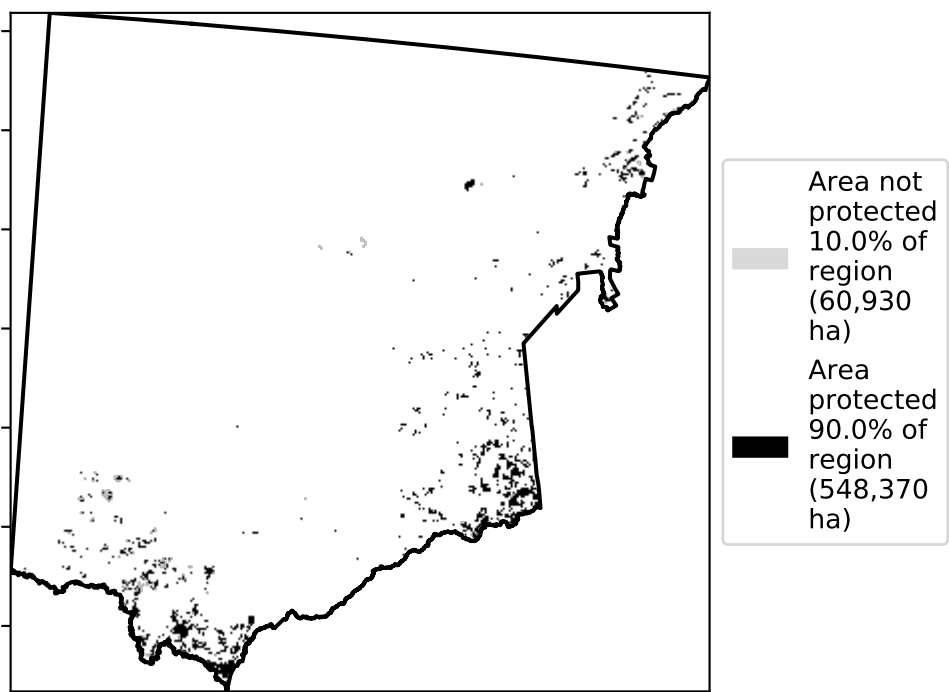 Area not
protected
10.0% of
region
(60,930
ha)
Area
protected
90.0% of
region
(548,370
ha)